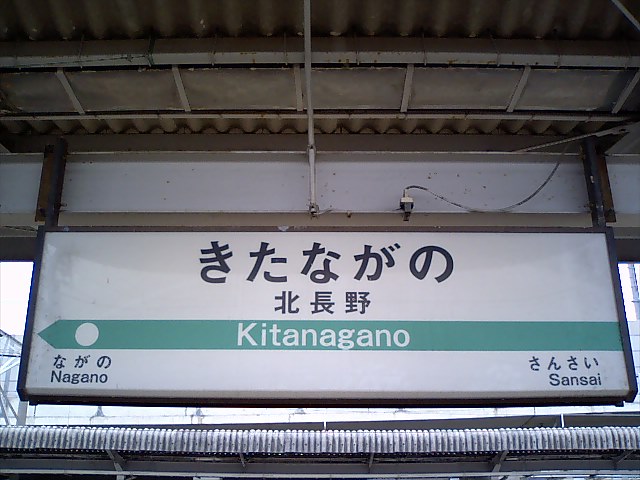 きたながの
北長野
Kitanagano
ながの
Nagano
さんさい
Sansai